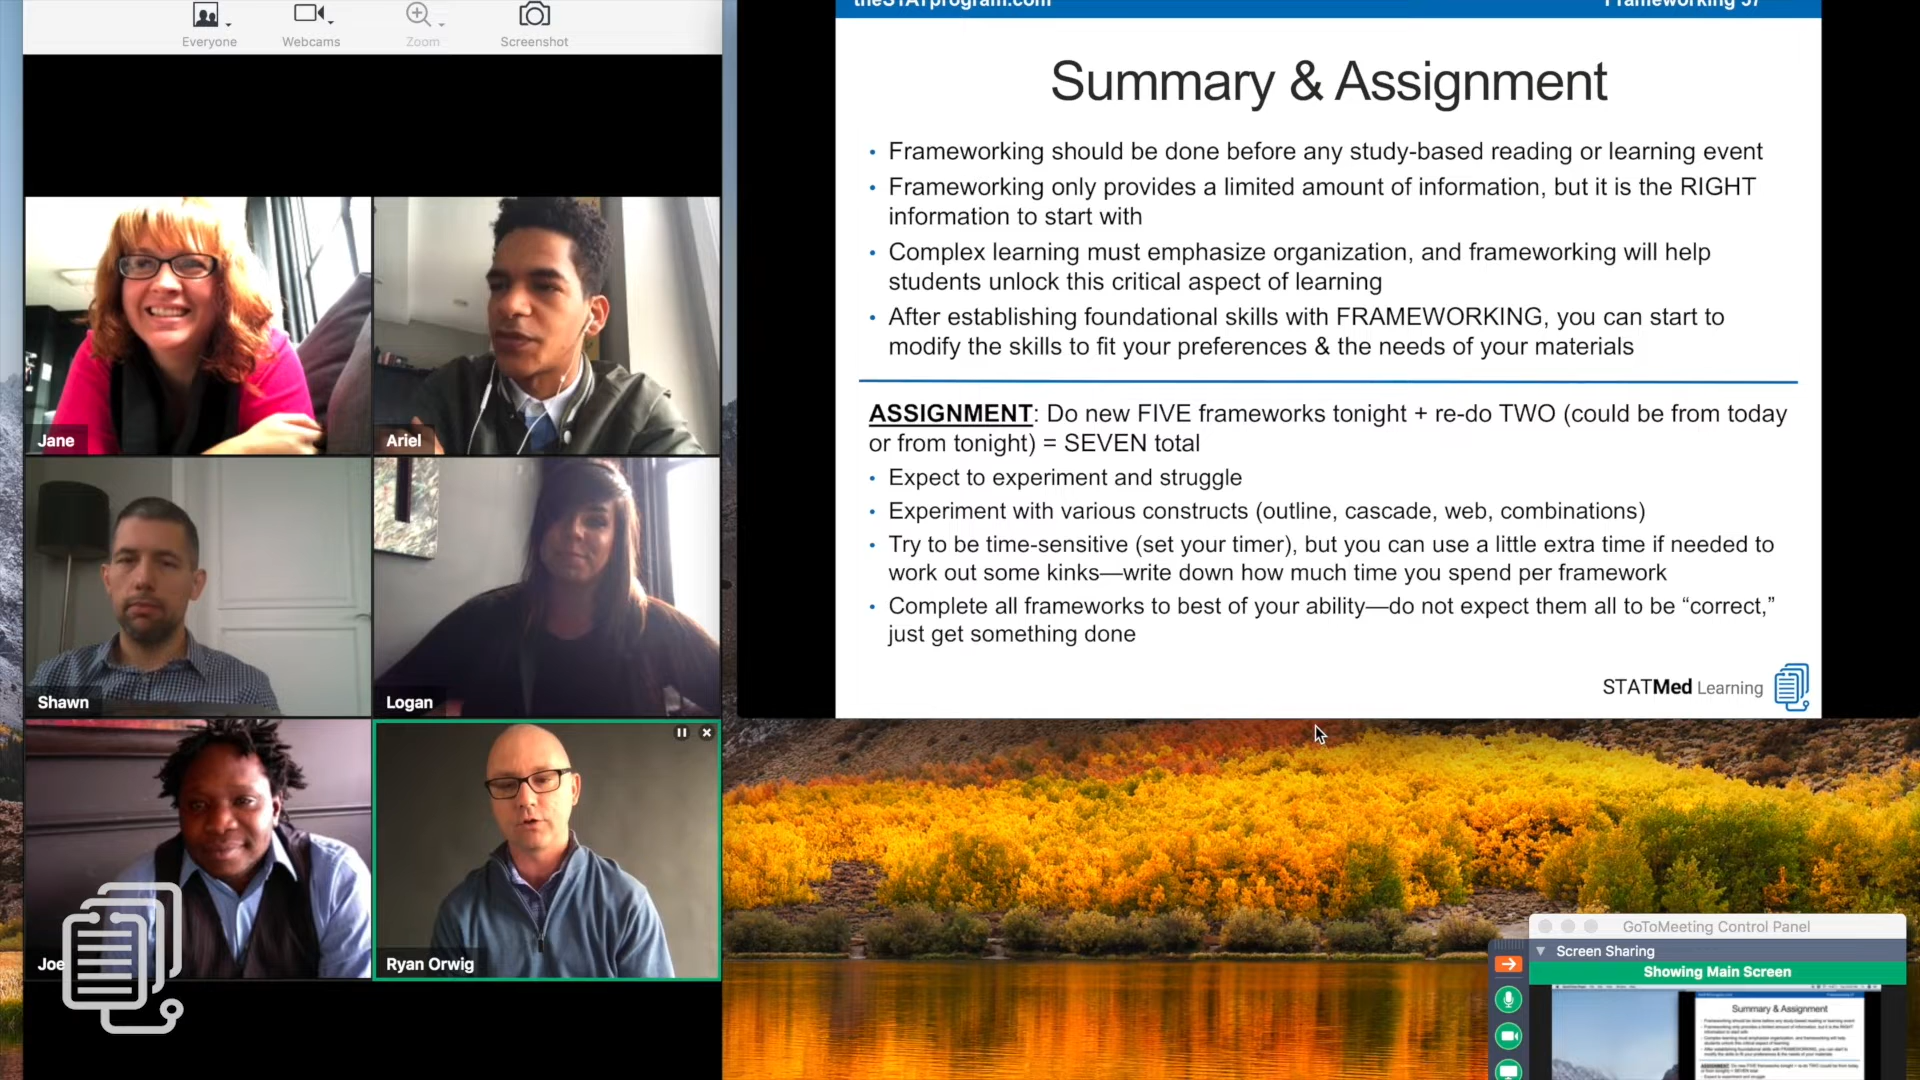 Everyone
Webcams
Zoom
Screenshot
Jane
Ariel
Shawn
Logan
Joe
Ryan Orwig
theSTATprogram.com
Frameworking 37
Summary & Assignment
• Frameworking should be done before any study-based reading or learning event
• Frameworking only provides a limited amount of information, but it is the RIGHT
information to start with
• Complex learning must emphasize organization, and frameworking will help
students unlock this critical aspect of learning
• After establishing foundational skills with FRAMEWORKING, you can start to
modify the skills to fit your preferences & the needs of your materials
ASSIGNMENT: Do new FIVE frameworks tonight + re-do TWO (could be from today
or from tonight) = SEVEN total
• Expect to experiment and struggle
• Experiment with various constructs (outline, cascade, web, combinations)
• Try to be time-sensitive (set your timer), but you can use a little extra time if needed to
work out some kinks—write down how much time you spend per framework
• Complete all frameworks to best of your ability—do not expect them all to be “correct,”
just get something done
STATMed Learning
GoToMeeting Control Panel
Screen Sharing
Showing Main Screen
Summary & Assignment